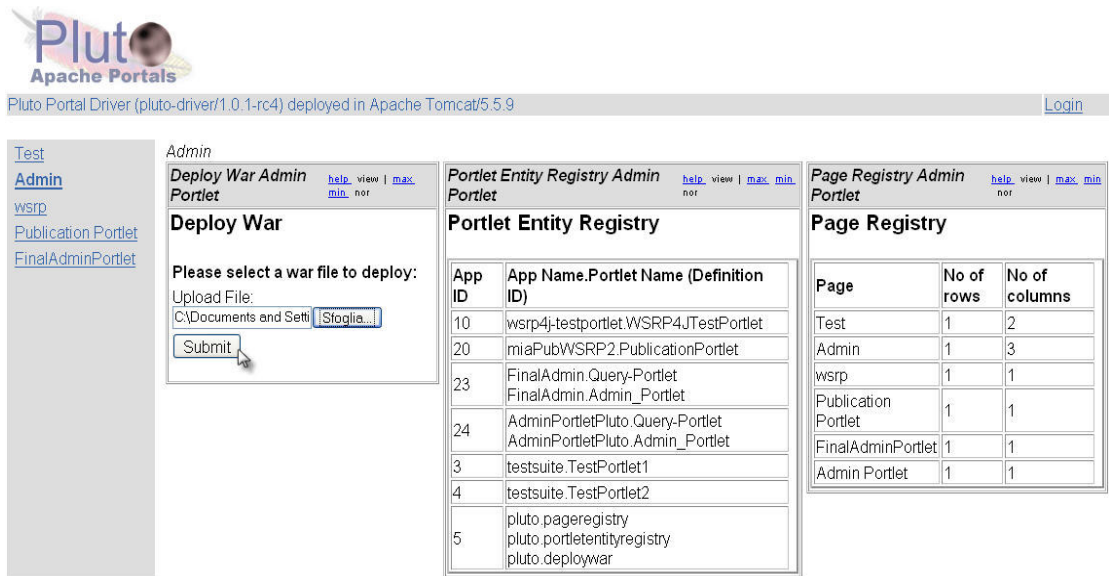 Pluto
Apache Portals
Pluto Portal Driver (pluto-driver/1.0.1-rc4) deployed in Apache Tomcat/5.5.9 Login
Test
Admin
wsrp
Publication Portlet
FinalAdminPortlet
Admin
Deploy War Admin
Portlet
help view | max
min nor
Deploy War
Please select a war file to deploy:
Upload File:
C:\Documents and Setti Sfoglia...
Submit
Portlet Entity Registry Admin
Portlet
help view | max min
nor
Portlet Entity Registry
App
ID
App Name.Portlet Name (Definition
ID)
10 wsrp4j-testportlet.WSRP4JTestPortlet
20 miaPubWSRP2.PublicationPortlet
23 FinalAdmin.Query-Portlet
FinalAdmin.Admin_Portlet
24 AdminPortletPluto.Query-Portlet
AdminPortletPluto.Admin_Portlet
3 testsuite.TestPortlet1
4 testsuite.TestPortlet2
5 pluto.pageregistry
pluto.portletentityregistry
pluto.deploywar
Page Registry Admin
Portlet
help view | max min
nor
Page Registry
Page
No of
rows
No of
columns
Test 1 2
Admin 1 3
wsrp 1 1
Publication
Portlet 1 1
FinalAdminPortlet 1 1
Admin Portlet 1 1